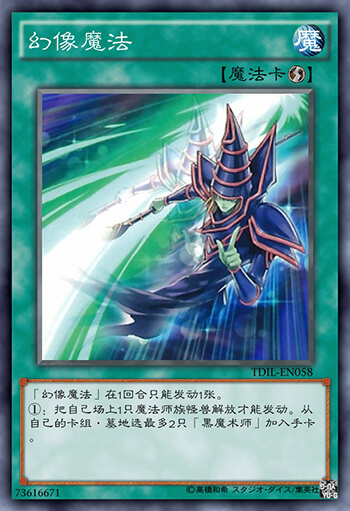 幻像魔法
魔
【魔法卡】
TDIL-EN058
「幻像魔法」在1回合只能发动1张。
①：把自己场上1只魔法师族怪兽解放才能发动。从
自己的卡组·墓地选最多2只「黑魔术师」加入手卡
。
73616671
©高橋和希 スタジオ・ダイス/集英社